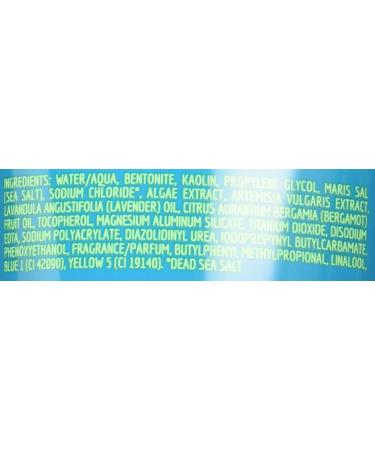 INGREDIENTS: WATER/AQUA, BENTONITE, KAOLIN, PROPYLENE GLYCOL, MARIS SAL
(SEA SALT), SODIUM CHLORIDE*, ALGAE EXTRACT, ARTEMISIA VULGARIS EXTRACT,
LAVANDULA ANGUSTIFOLIA (LAVENDER) OIL, CITRUS AURANTIUM BERGAMIA (BERGAMOT)
FRUIT OIL, TOCOPHEROL, MAGNESIUM ALUMINUM SILICATE, TITANIUM DIOXIDE, DISODIUM
EDTA, SODIUM POLYACRYLATE, DIAZOLIDINYL UREA, IODOPROPYNYL BUTYLCARBAMATE,
PHENOXYETHANOL, FRAGRANCE/PARFUM, BUTYLPHENYL METHYLPROPIONAL, LINALOOL,
BLUE 1 (CI 42090), YELLOW 5 (CI 19140). *DEAD SEA SALT